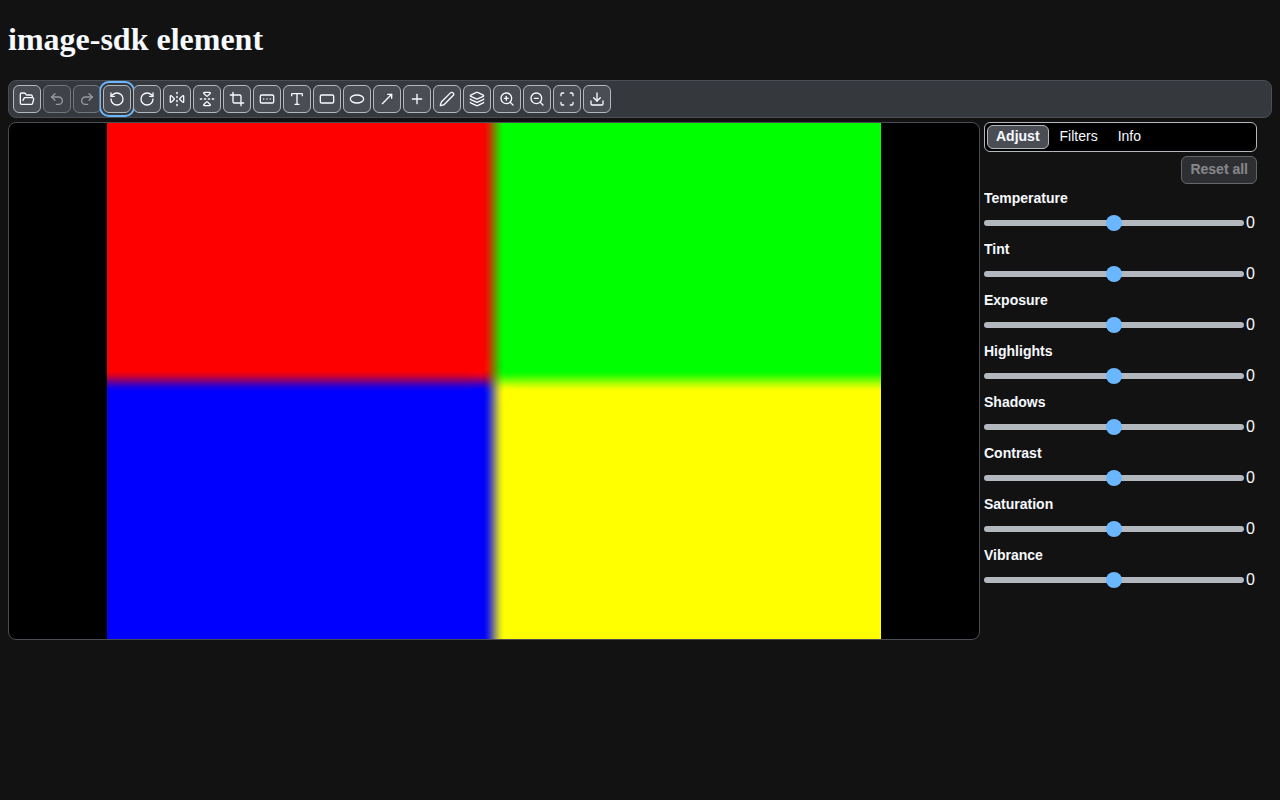 image-sdk element
Adjust Filters Info
Reset all
Temperature
0
Tint
0
Exposure
0
Highlights
0
Shadows
0
Contrast
0
Saturation
0
Vibrance
0